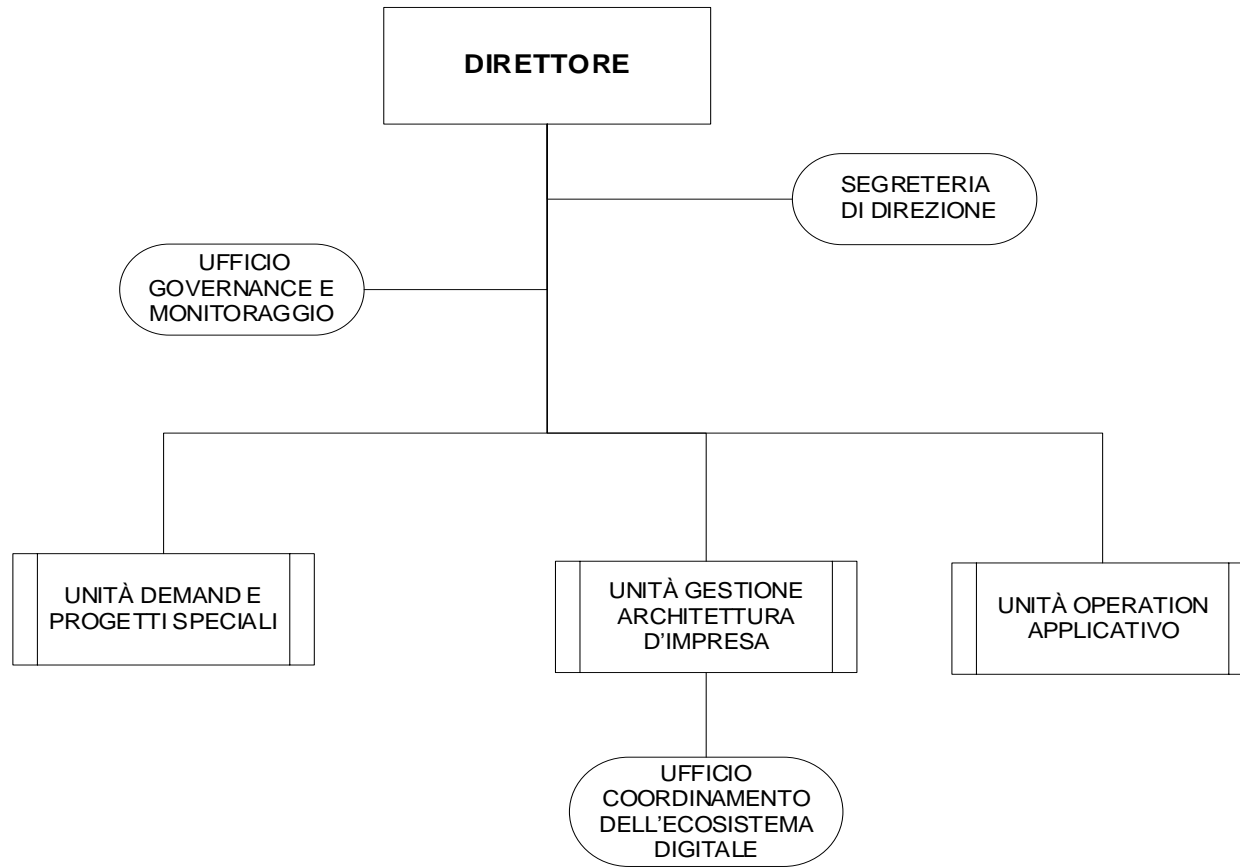 DIRETTORE
SEGRETERIA
DI DIREZIONE
UFFICIO
GOVERNANCE E
MONITORAGGIO
UNITÀ DEMAND E
PROGETTI SPECIALI
UNITÀ GESTIONE
ARCHITETTURA
D'IMPRESA
UNITÀ OPERATION
APPLICATIVO
UFFICIO
COORDINAMENTO
DELL'ECOSISTEMA
DIGITALE